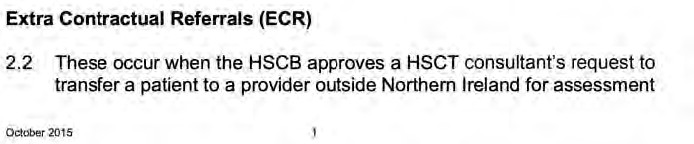 Extra Contractual Referrals (ECR)
2.2 These occur when the HSCB approves a HSCT consultant's request to
transfer a patient to a provider outside Northern Ireland for assessment
October 2015 1